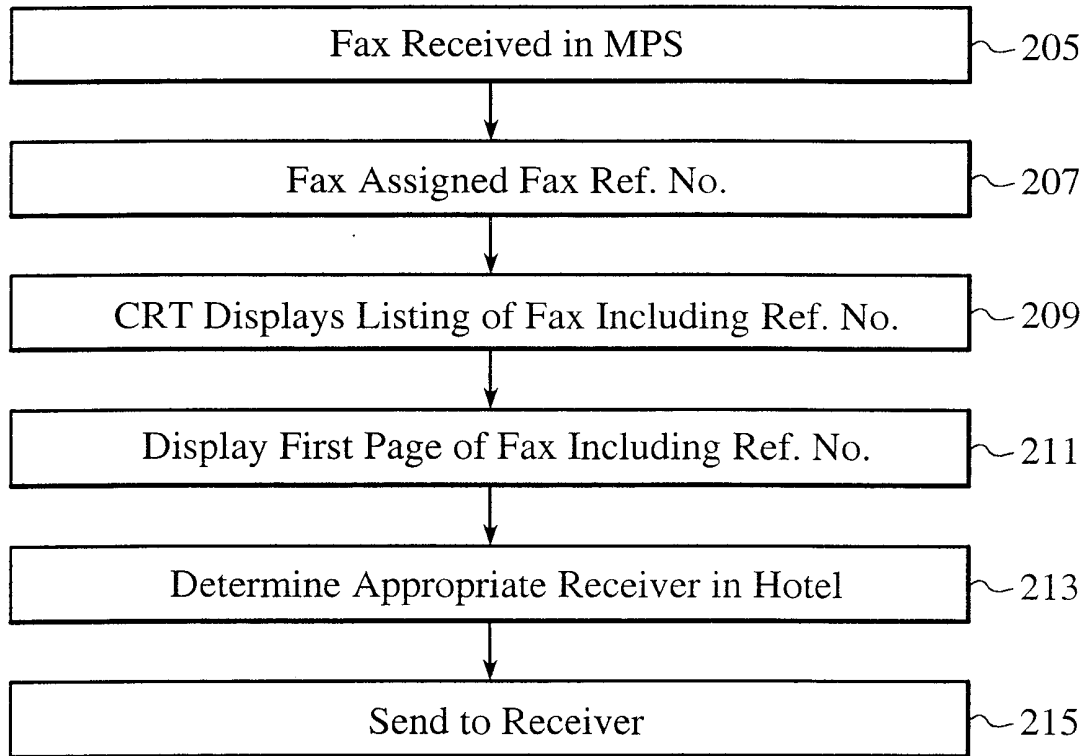 Fax Received in MPS 205
Fax Assigned Fax Ref. No. 207
CRT Displays Listing of Fax Including Ref. No. 209
Display First Page of Fax Including Ref. No. 211
Determine Appropriate Receiver in Hotel 213
Send to Receiver 215